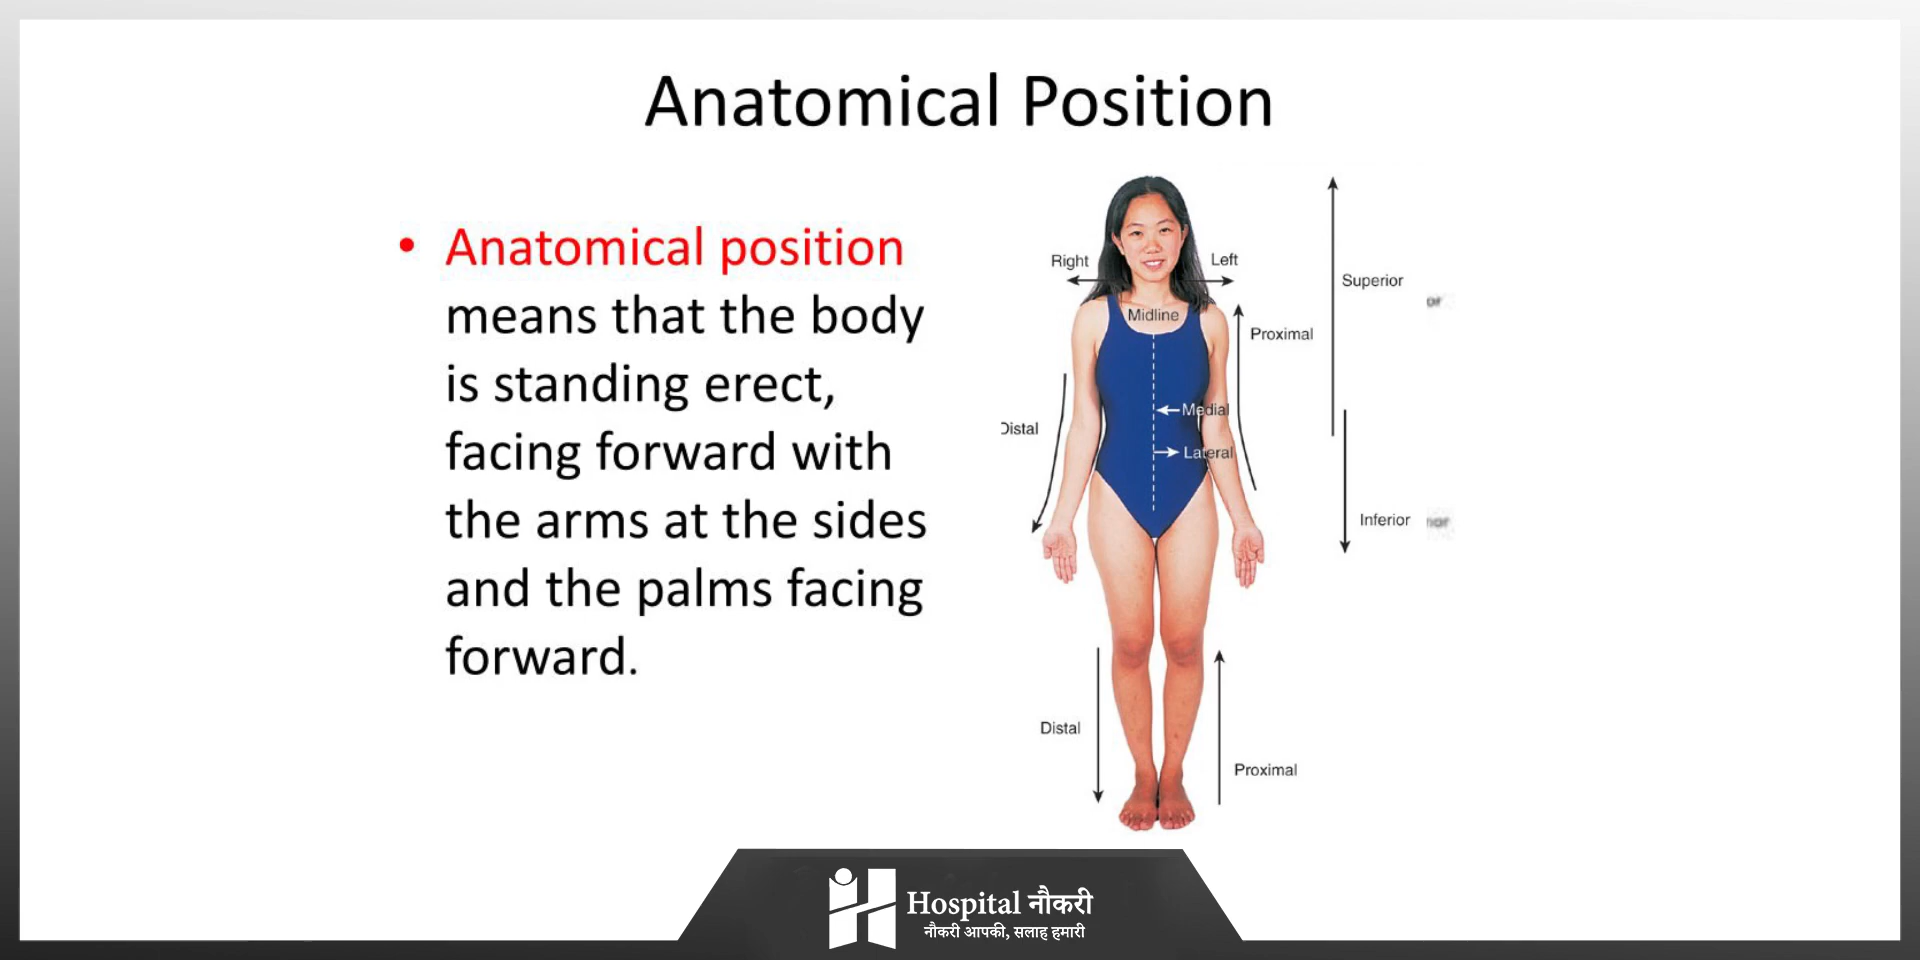 Anatomical Position
• Anatomical position
means that the body
is standing erect,
facing forward with
the arms at the sides
and the palms facing
forward.
Right
Left
Midline
Superior
Proximal
Medial
Distal
Lateral
Inferior
Distal
Proximal
Hospital नौकरी
नौकरी आपकी, सलाह हमारी